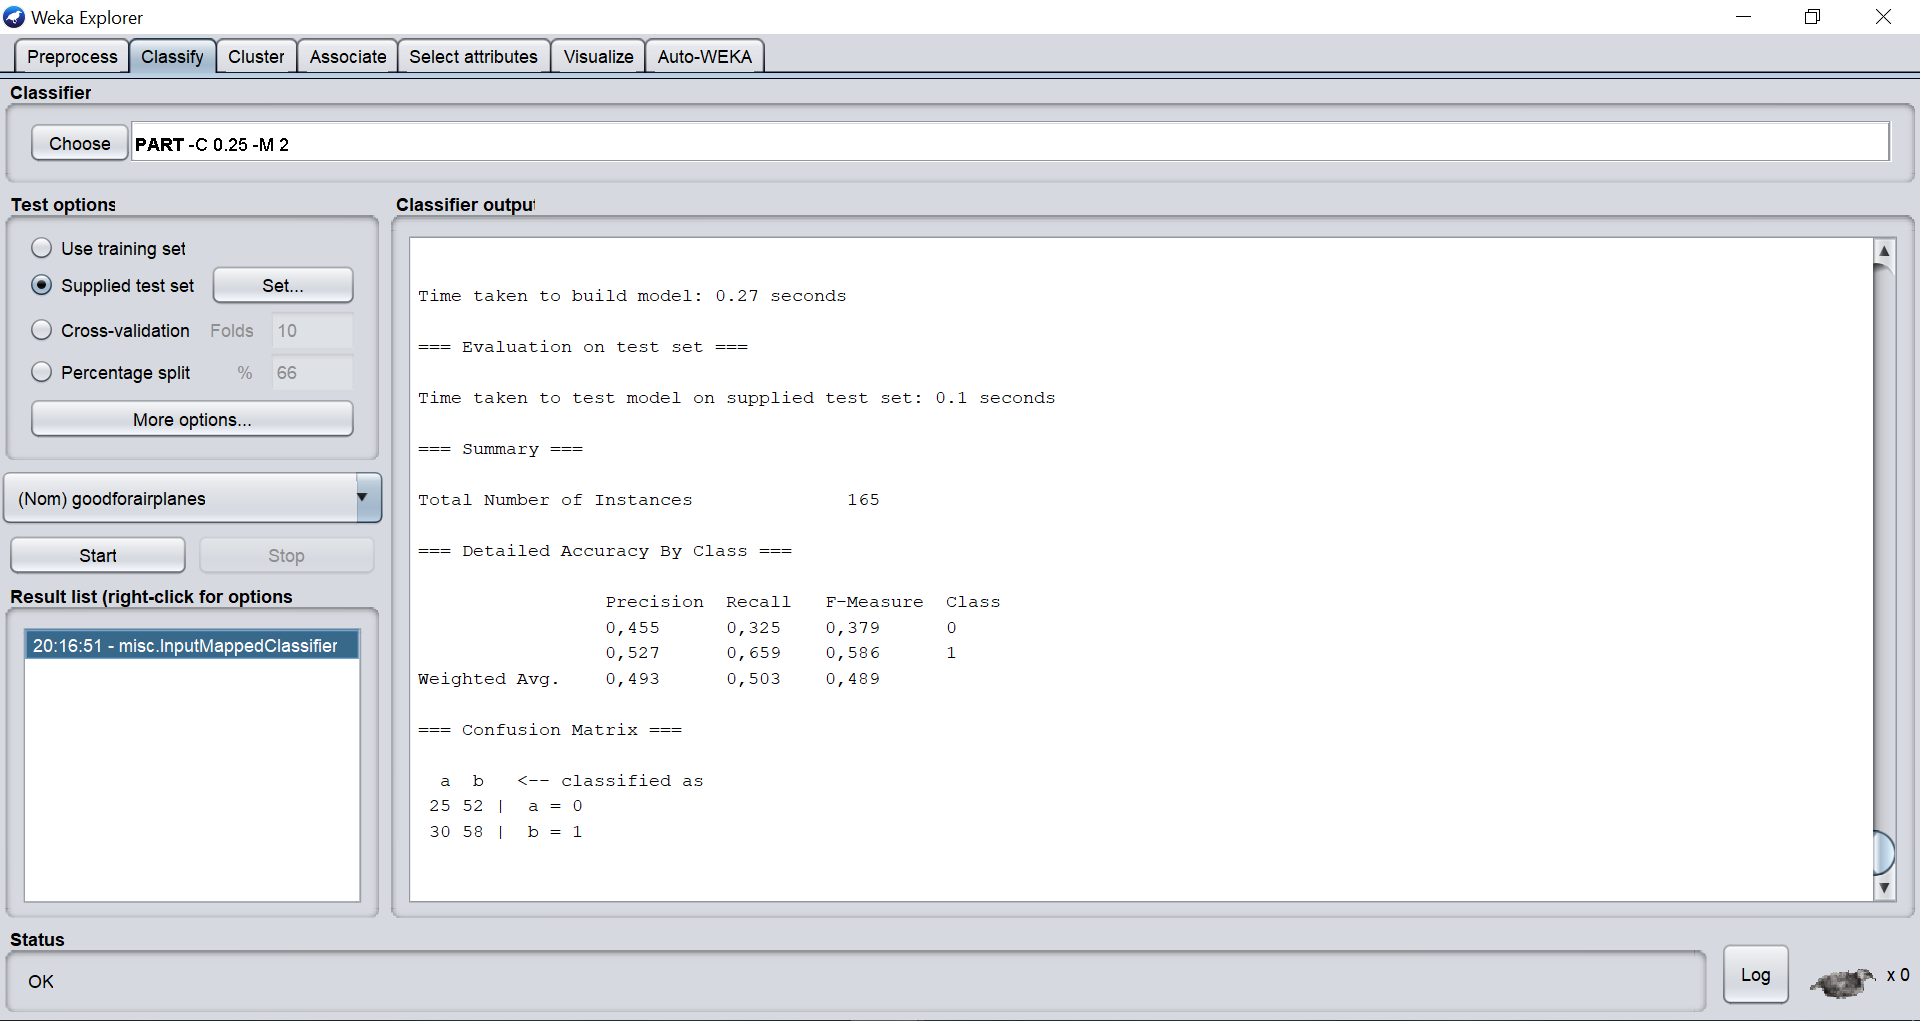 Weka Explorer
Preprocess Classify Cluster Associate Select attributes Visualize Auto-WEKA
Classifier
Choose PART -C 0.25 -M 2
Test options
Use training set
Supplied test set Set...
Cross-validation Folds 10
Percentage split % 66
More options...
(Nom) goodforairplanes
Start Stop
Result list (right-click for options
20:16:51 - misc.InputMappedClassifier
Classifier output
Time taken to build model: 0.27 seconds
=== Evaluation on test set ===
Time taken to test model on supplied test set: 0.1 seconds
=== Summary ===
Total Number of Instances 165
=== Detailed Accuracy By Class ===
Precision Recall F-Measure Class
0,455 0,325 0,379 0
0,527 0,659 0,586 1
Weighted Avg. 0,493 0,503 0,489
=== Confusion Matrix ===
a b <-- classified as
25 52 | a = 0
30 58 | b = 1
Status
OK
Log x 0